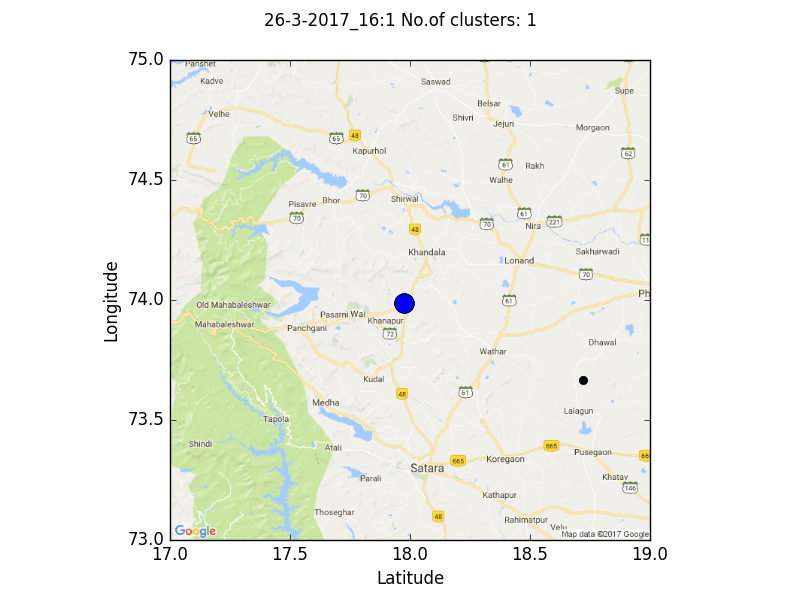 26-3-2017_16:1 No.of clusters: 1
75.0
74.5
74.0
73.5
73.0
Longitude
Panshet
Kadve
Saswad
Supe
Belsar
Velhe
Shivri
Jejuri
Morgaon
65
65
48
Kapurhol
62
61
Rakh
Walhe
70
Bhor
Shirwal
Pisavre
70
61
70
221
Nira
48
11
Khandala
Sakharwadi
Lonand
70
Old Mahabaleshwar
61
Ph
Pasarni Wai
Khanapur
Mahabaleshwar
Panchgani
72
Dhawal
Wathar
Kudal
48
61
Medha
Lalagun
Tapola
Shindi
Atali
665
Pusegaon
665
665
Koregaon
Satara
Parali
Khatav
146
Kathapur
Thoseghar
48
Rahimatpur
Velu
Google
Map data ©2017 Google
17.0 17.5 18.0 18.5 19.0
Latitude